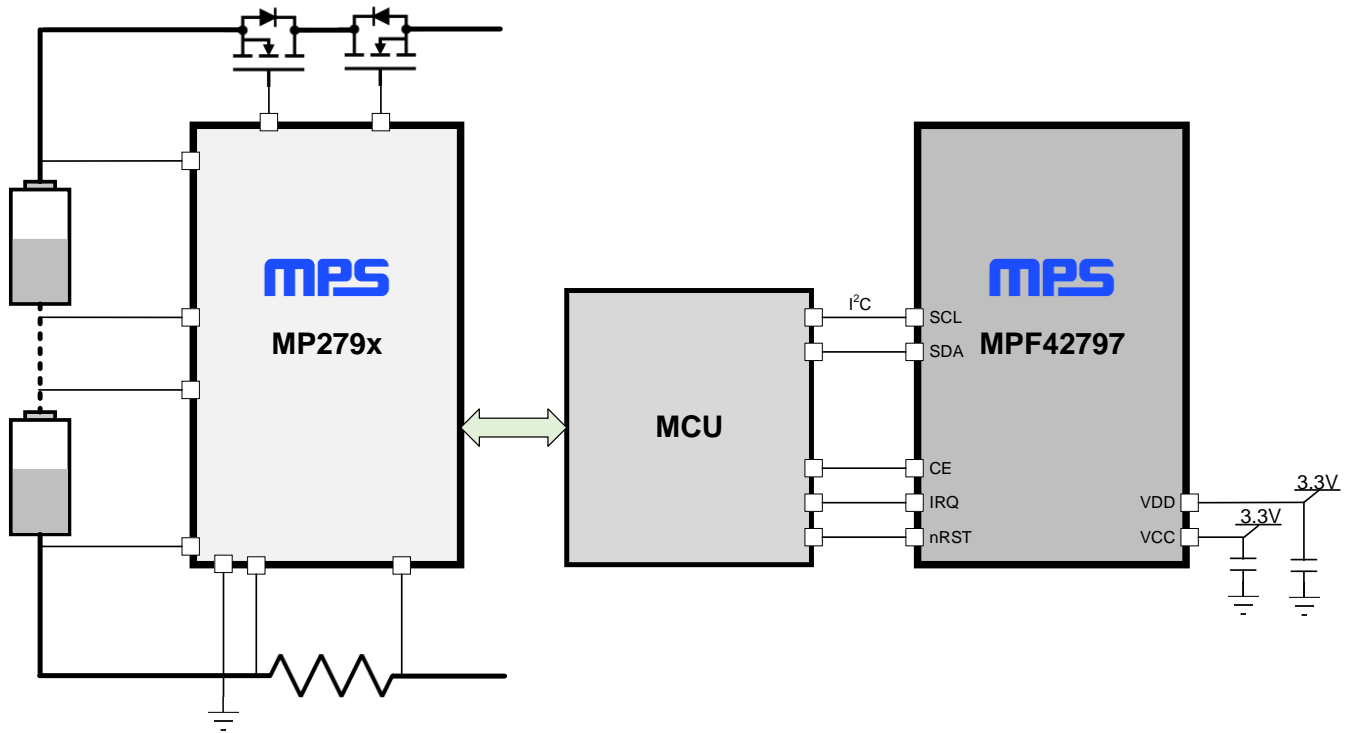 MPS
MP279x
MCU
I²C
MPS
MPF42797
SCL
SDA
CE
IRQ
nRST
VDD
VCC
3.3V
3.3V